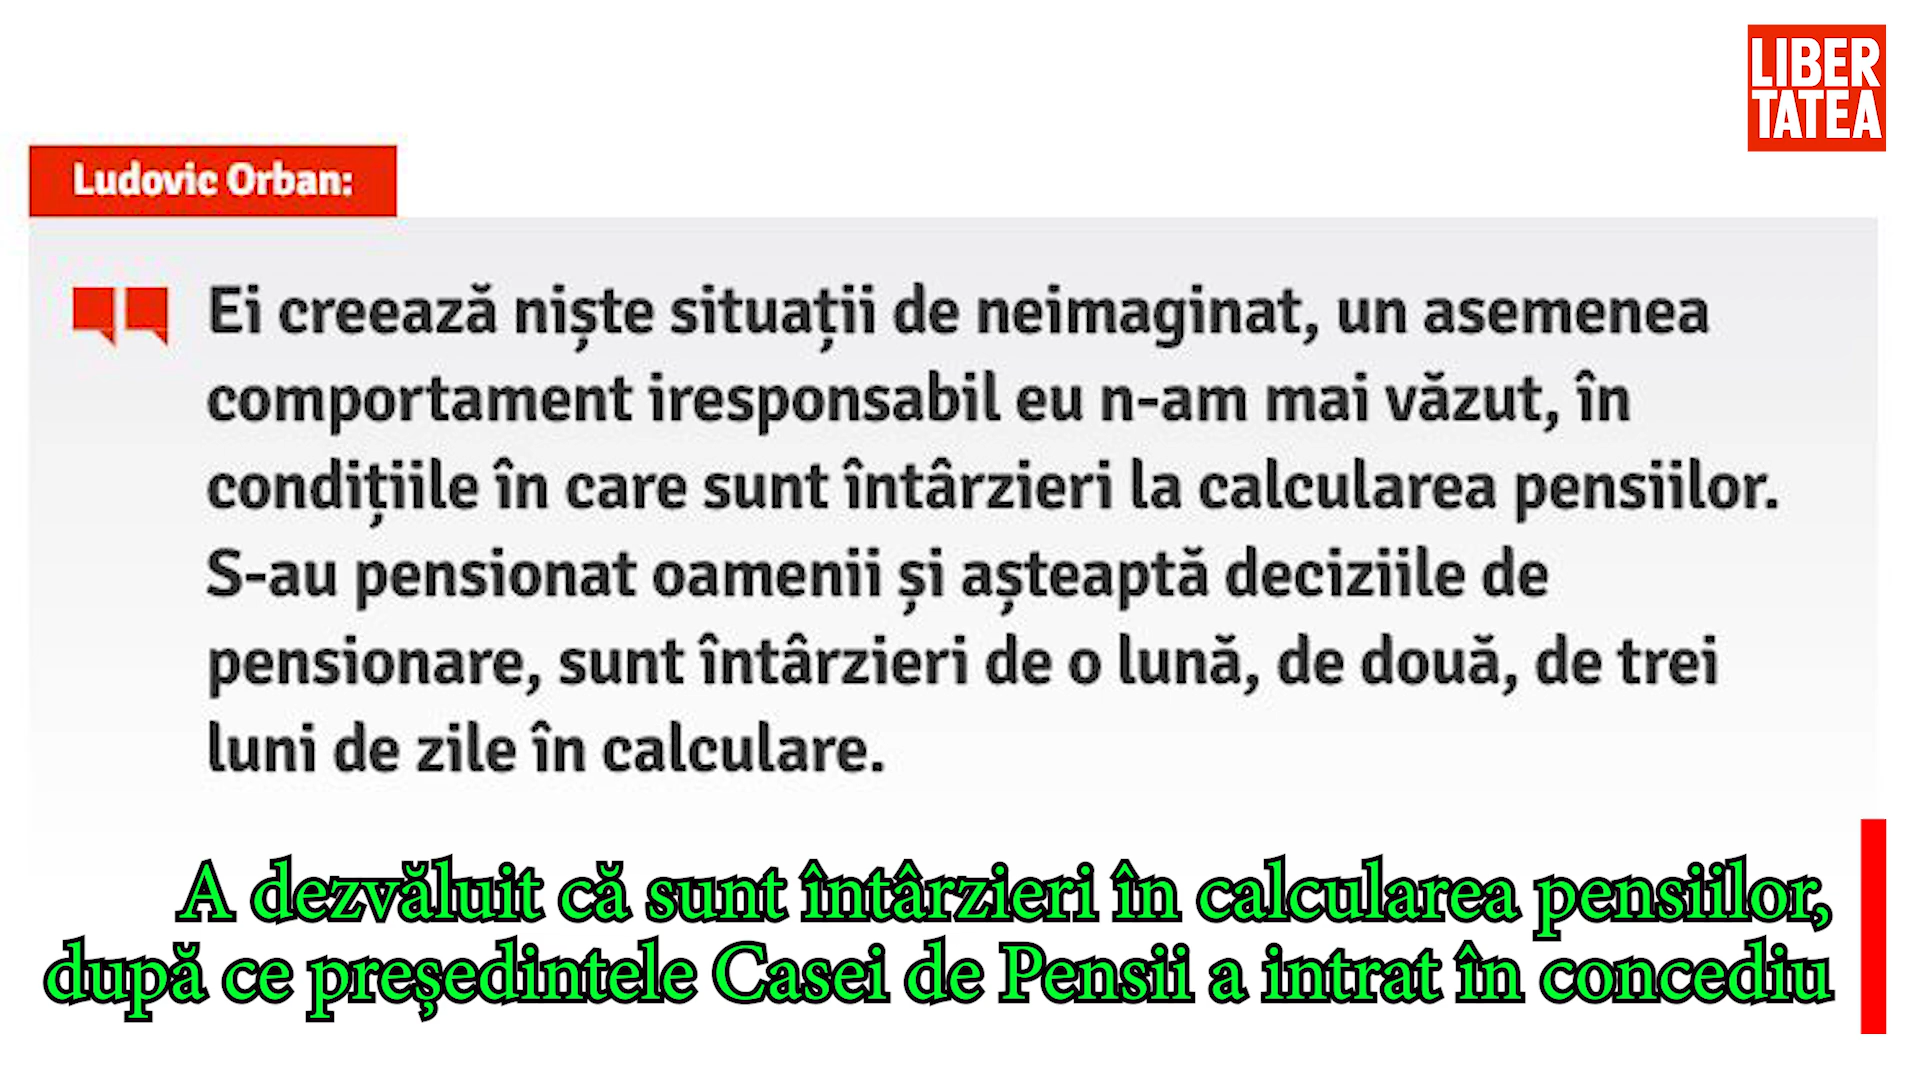 LIBER
TATEA
Ludovic Orban:
Ei creează niște situații de neimaginat, un asemenea
comportament iresponsabil eu n-am mai văzut, în
condițiile în care sunt întârzieri la calcularea pensiilor.
S-au pensionat oamenii și așteaptă deciziile de
pensionare, sunt întârzieri de o lună, de două, de trei
luni de zile în calculare.
A dezvăluit că sunt întârzieri în calcularea pensiilor,
după ce președintele Casei de Pensii a intrat în concediu